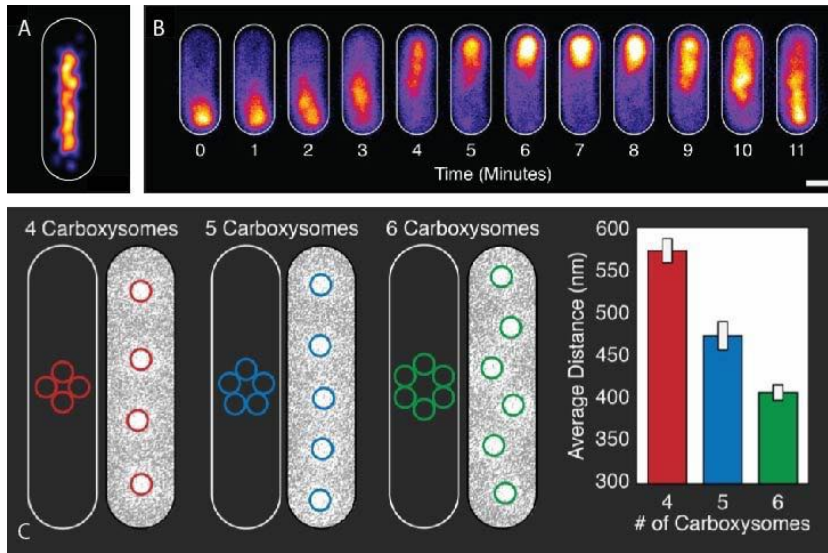 A
B
0 1 2 3 4 5 6 7 8 9 10 11
Time (Minutes)
4 Carboxysomes
5 Carboxysomes
6 Carboxysomes
C
Average Distance (nm)
600
550
500
450
400
350
300
4 5 6
# of Carboxysomes